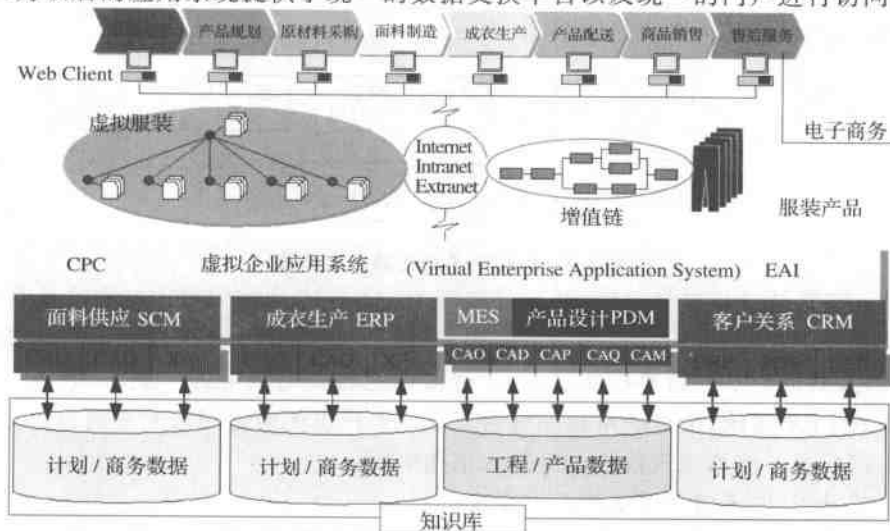 产品规划
原材料采购
面料制造
成衣生产
产品配送
商品销售
售后服务
Web Client
虚拟服装
Internet
Intranet
Extranet
增值链
电子商务
服装产品
CPC 虚拟企业应用系统 (Virtual Enterprise Application System) EAI
面料供应 SCM
成衣生产 ERP
MES
产品设计PDM
客户关系 CRM
CAO CAD CAP CAQ CAM
计划 / 商务数据
计划 / 商务数据
工程 / 产品数据
计划 / 商务数据
知识库